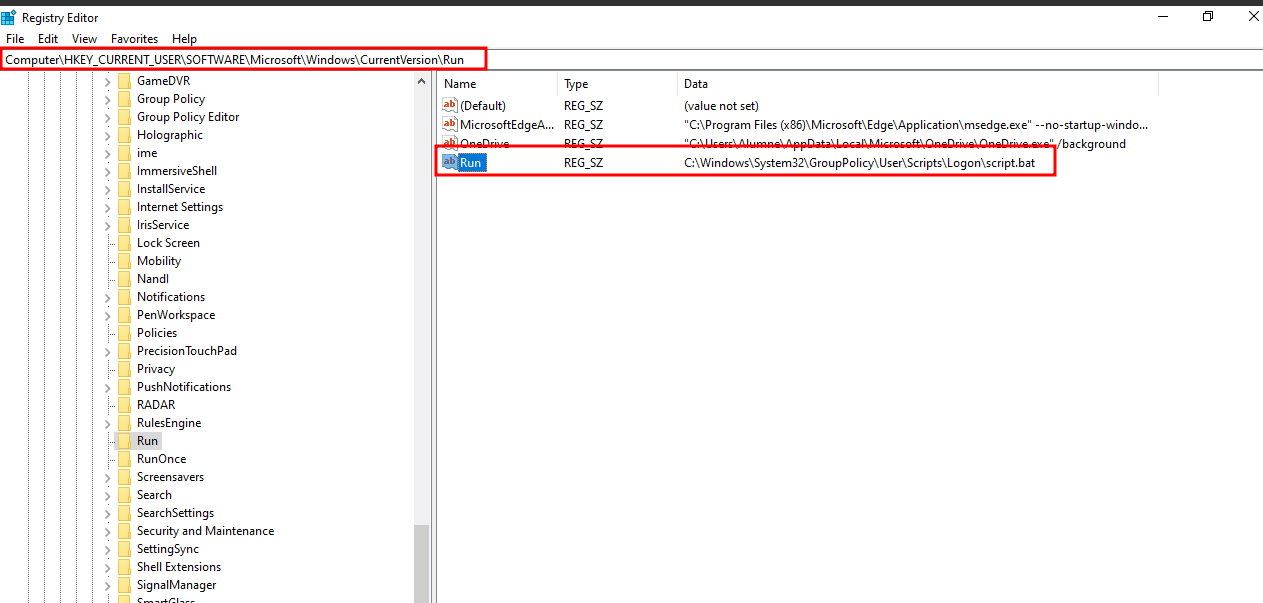 Registry Editor
File Edit View Favorites Help
Computer\HKEY_CURRENT_USER\SOFTWARE\Microsoft\Windows\CurrentVersion\Run
GameDVR
Group Policy
Group Policy Editor
Holographic
ime
ImmersiveShell
InstallService
Internet Settings
IrisService
Lock Screen
Mobility
Nandl
Notifications
PenWorkspace
Policies
PrecisionTouchPad
Privacy
PushNotifications
RADAR
RulesEngine
Run
RunOnce
Screensavers
Search
SearchSettings
Security and Maintenance
SettingSync
Shell Extensions
SignalManager
SmartGlass
Name Type Data
(Default) REG_SZ (value not set)
MicrosoftEdgeA... REG_SZ "C:\Program Files (x86)\Microsoft\Edge\Application\msedge.exe" --no-startup-windo...
OneDrive REG_SZ "C:\Users\Alumne\AppData\Local\Microsoft\OneDrive\OneDrive.exe" /background
Run REG_SZ C:\Windows\System32\GroupPolicy\User\Scripts\Logon\script.bat